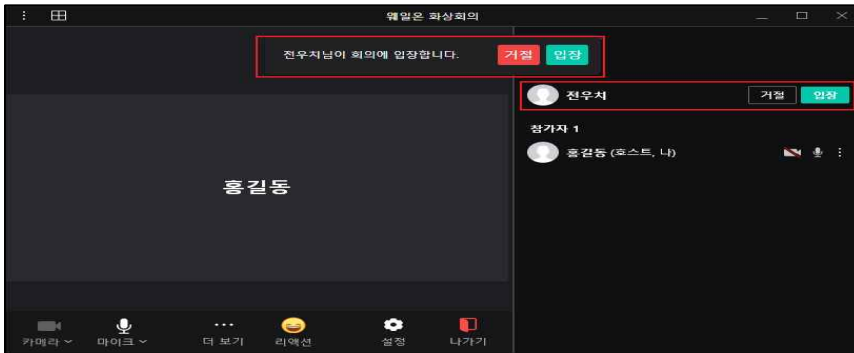 웨일온 화상회의
전우치님이 회의에 입장합니다. 거절 입장
전우치 거절 입장
참가자 1
홍길동 (호스트, 나)
홍길동
카메라 마이크 더 보기 리액션 설정 나가기